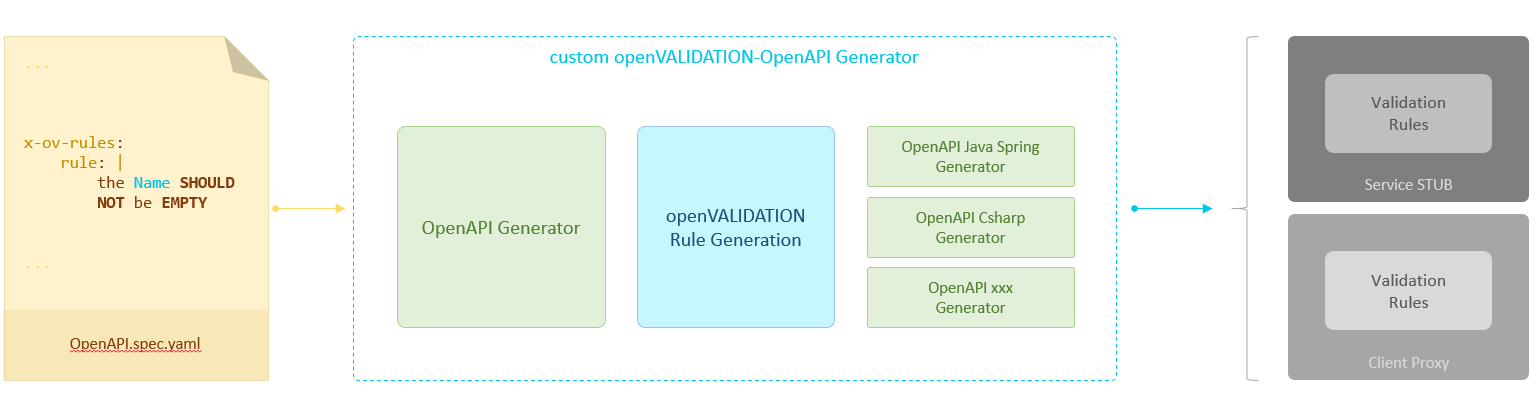 ...
x-ov-rules:
rule: |
the Name SHOULD
NOT be EMPTY
...
OpenAPI.spec.yaml
custom openVALIDATION-OpenAPI Generator
OpenAPI Generator
openVALIDATION
Rule Generation
OpenAPI Java Spring
Generator
OpenAPI Csharp
Generator
OpenAPI xxx
Generator
Validation
Rules
Service STUB
Validation
Rules
Client Proxy